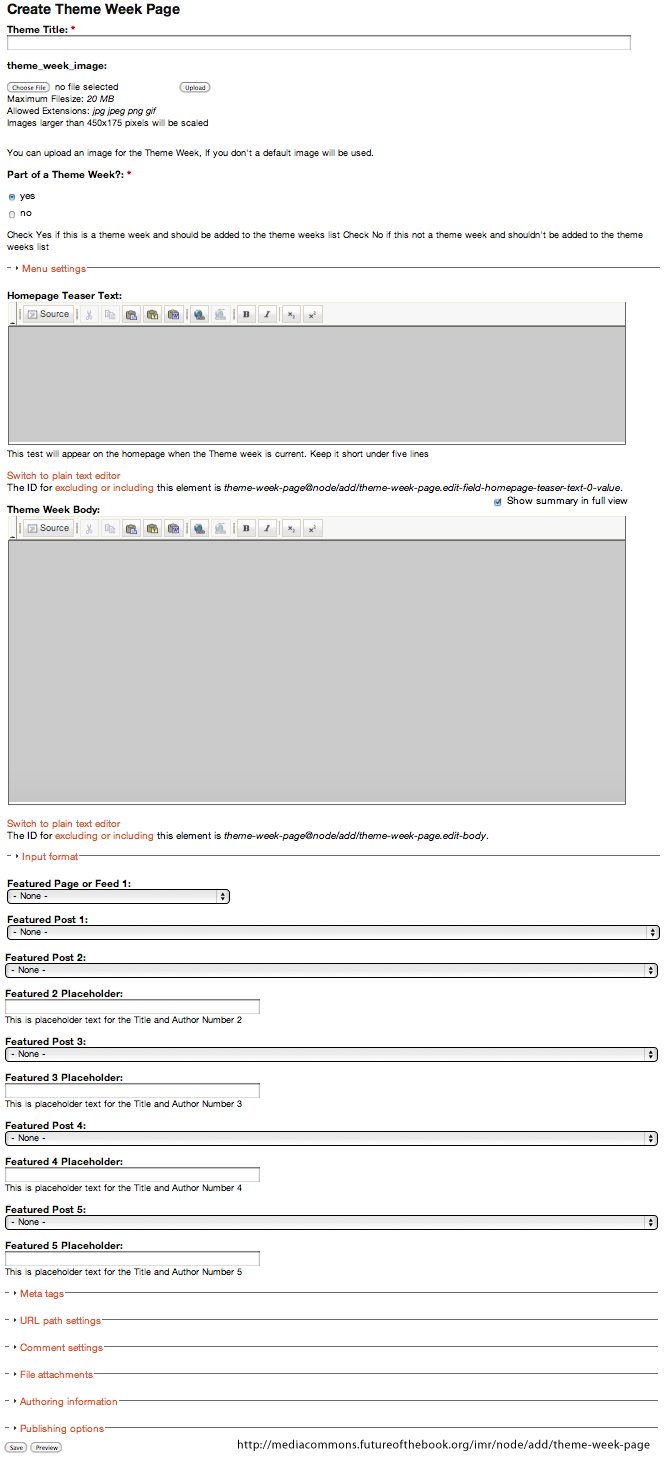 Create Theme Week Page
Theme Title: *
theme_week_image:
Choose File no file selected Upload
Maximum Filesize: 20 MB
Allowed Extensions: jpg jpeg png gif
Images larger than 450x175 pixels will be scaled
You can upload an image for the Theme Week, If you don't a default image will be used.
Part of a Theme Week?: *
yes
no
Check Yes if this is a theme week and should be added to the theme weeks list Check No if this not a theme week and shouldn't be added to the theme
weeks list
Menu settings
Homepage Teaser Text:
Source B I x₂ x²
This test will appear on the homepage when the Theme week is current. Keep it short under five lines
Switch to plain text editor
The ID for excluding or including this element is theme-week-page@node/add/theme-week-page.edit-field-homepage-teaser-text-0-value.
Show summary in full view
Theme Week Body:
Source B I x₂ x²
Switch to plain text editor
The ID for excluding or including this element is theme-week-page@node/add/theme-week-page.edit-body.
Input format
Featured Page or Feed 1:
- None -
Featured Post 1:
- None -
Featured Post 2:
- None -
Featured 2 Placeholder:
This is placeholder text for the Title and Author Number 2
Featured Post 3:
- None -
Featured 3 Placeholder:
This is placeholder text for the Title and Author Number 3
Featured Post 4:
- None -
Featured 4 Placeholder:
This is placeholder text for the Title and Author Number 4
Featured Post 5:
- None -
Featured 5 Placeholder:
This is placeholder text for the Title and Author Number 5
Meta tags
URL path settings
Comment settings
File attachments
Authoring information
Publishing options
Save Preview http://mediacommons.futureofthebook.org/imr/node/add/theme-week-page